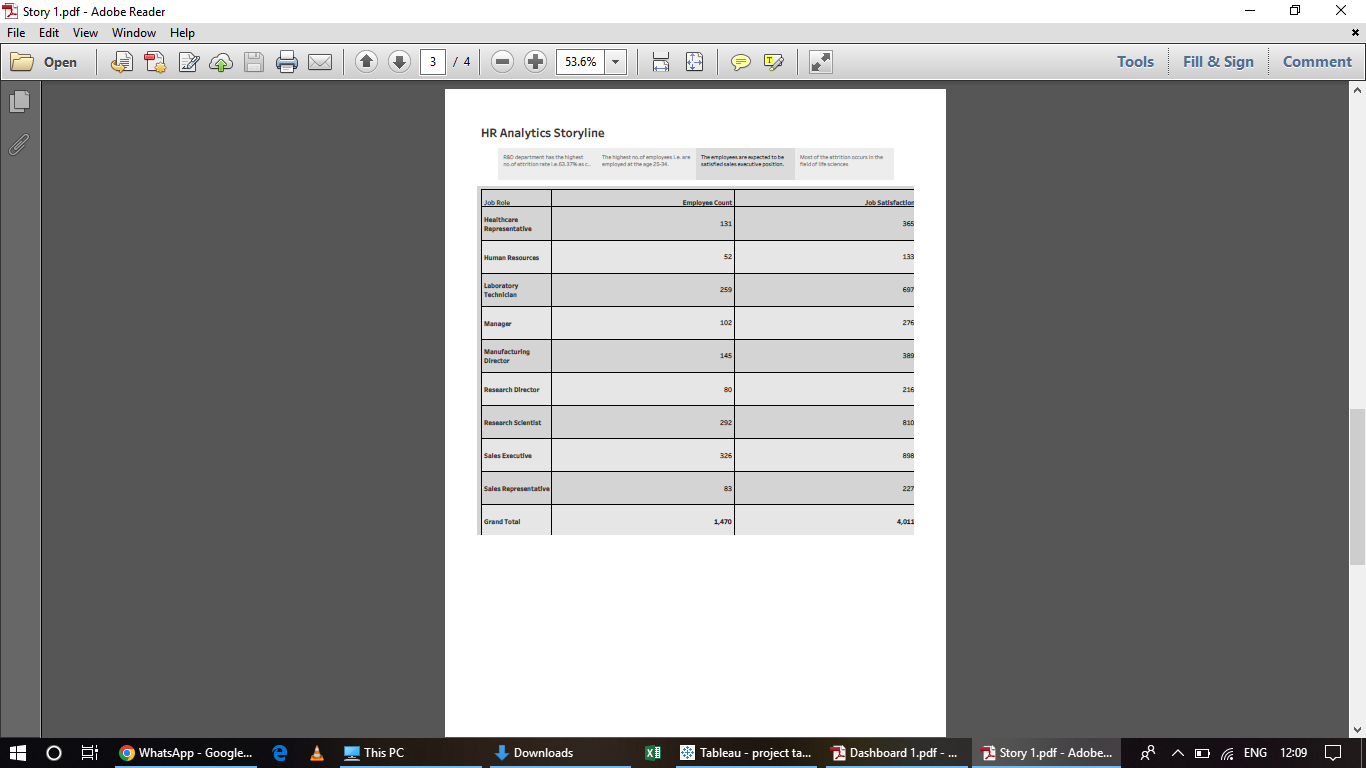 Story 1.pdf - Adobe Reader
File Edit View Window Help
Open 3 / 4 53.6% Tools Fill & Sign Comment
HR Analytics Storyline
R&D department has the highest
no.of attrition rate i.e.63.37% as c..
The highest no.of employees i.e. are
employed at the age 25-34.
The employees are expected to be
satisfied sales executive position.
Most of the attrition occurs in the
field of life sciences
Job Role Employee Count Job Satisfaction
Healthcare
Representative 131 365
Human Resources 52 133
Laboratory
Technician 259 697
Manager 102 276
Manufacturing
Director 145 389
Research Director 80 216
Research Scientist 292 810
Sales Executive 326 898
Sales Representative 83 227
Grand Total 1,470 4,011
WhatsApp - Google... This PC Downloads Tableau - project ta... Dashboard 1.pdf - ... Story 1.pdf - Adobe... ENG 12:09